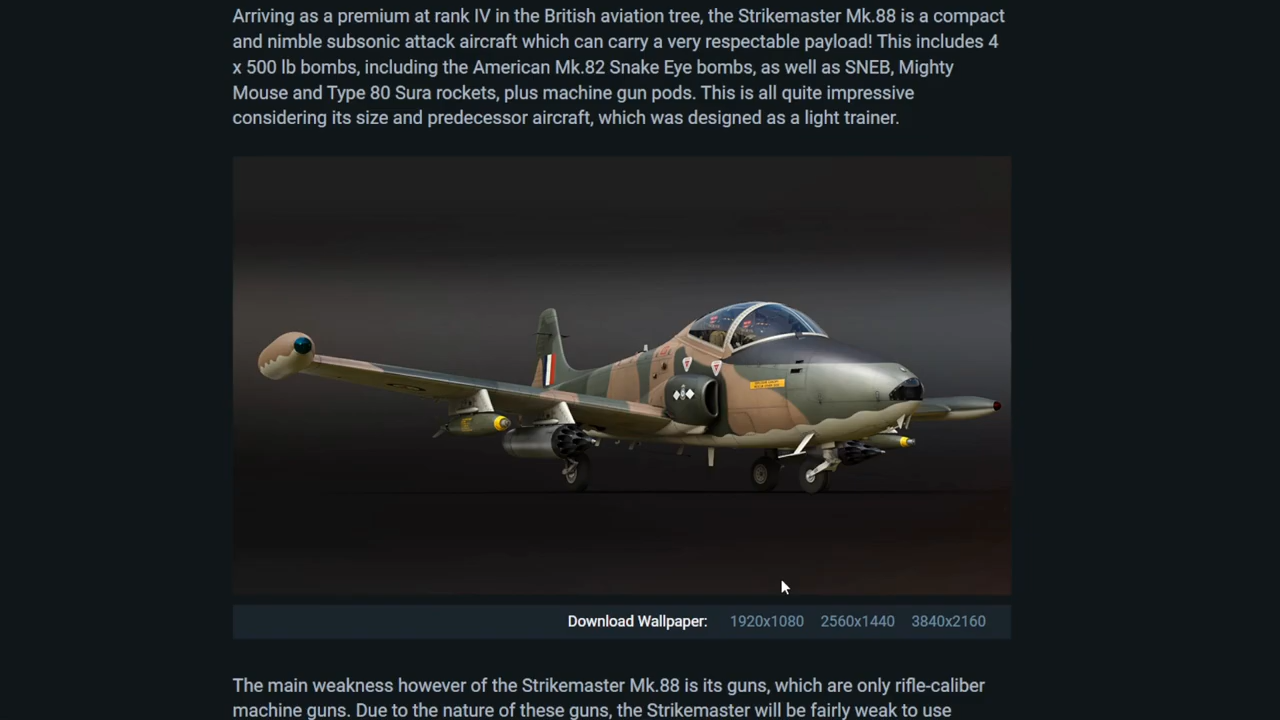 Arriving as a premium at rank IV in the British aviation tree, the Strikemaster Mk.88 is a compact
and nimble subsonic attack aircraft which can carry a very respectable payload! This includes 4
x 500 lb bombs, including the American Mk.82 Snake Eye bombs, as well as SNEB, Mighty
Mouse and Type 80 Sura rockets, plus machine gun pods. This is all quite impressive
considering its size and predecessor aircraft, which was designed as a light trainer.
Download Wallpaper: 1920x1080 2560x1440 3840x2160
The main weakness however of the Strikemaster Mk.88 is its guns, which are only rifle-caliber
machine guns. Due to the nature of these guns, the Strikemaster will be fairly weak to use